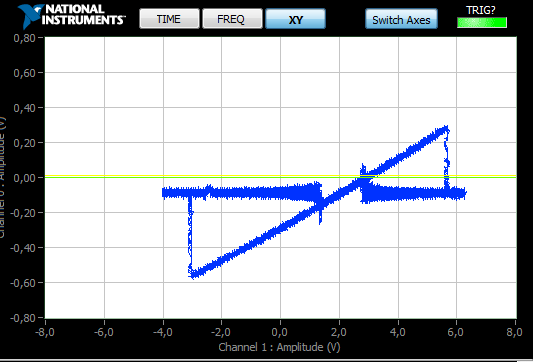 NATIONAL
INSTRUMENTS
TIME
FREQ
XY
Switch Axes
TRIG?
0,80
0,60
0,40
0,20
0,00
-0,20
-0,40
-0,60
-0,80
-8,0 -6,0 -4,0 -2,0 0,0 2,0 4,0 6,0 8,0
Channel 1 : Amplitude (V)
: Amplitude (V)